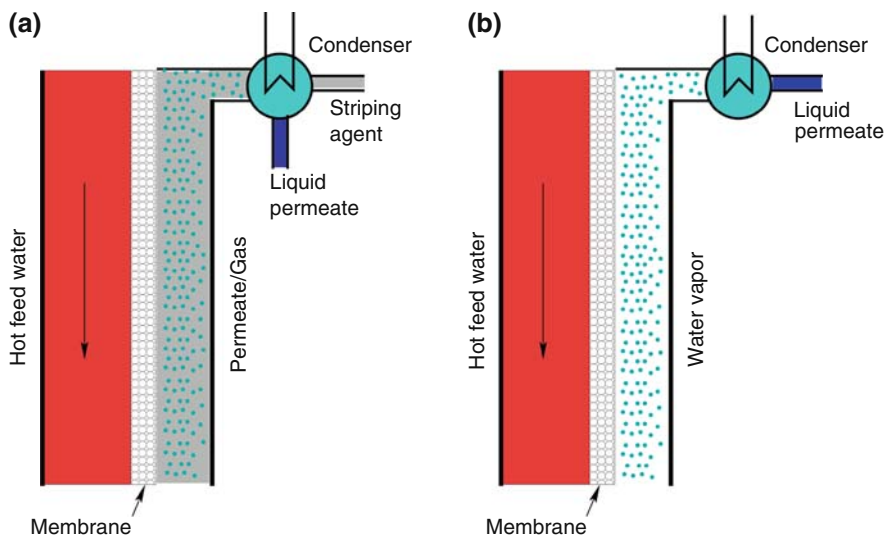 (a)
Condenser
Striping
agent
Liquid
permeate
Hot feed water
Permeate/Gas
Membrane
(b)
Condenser
Liquid
permeate
Hot feed water
Water vapor
Membrane